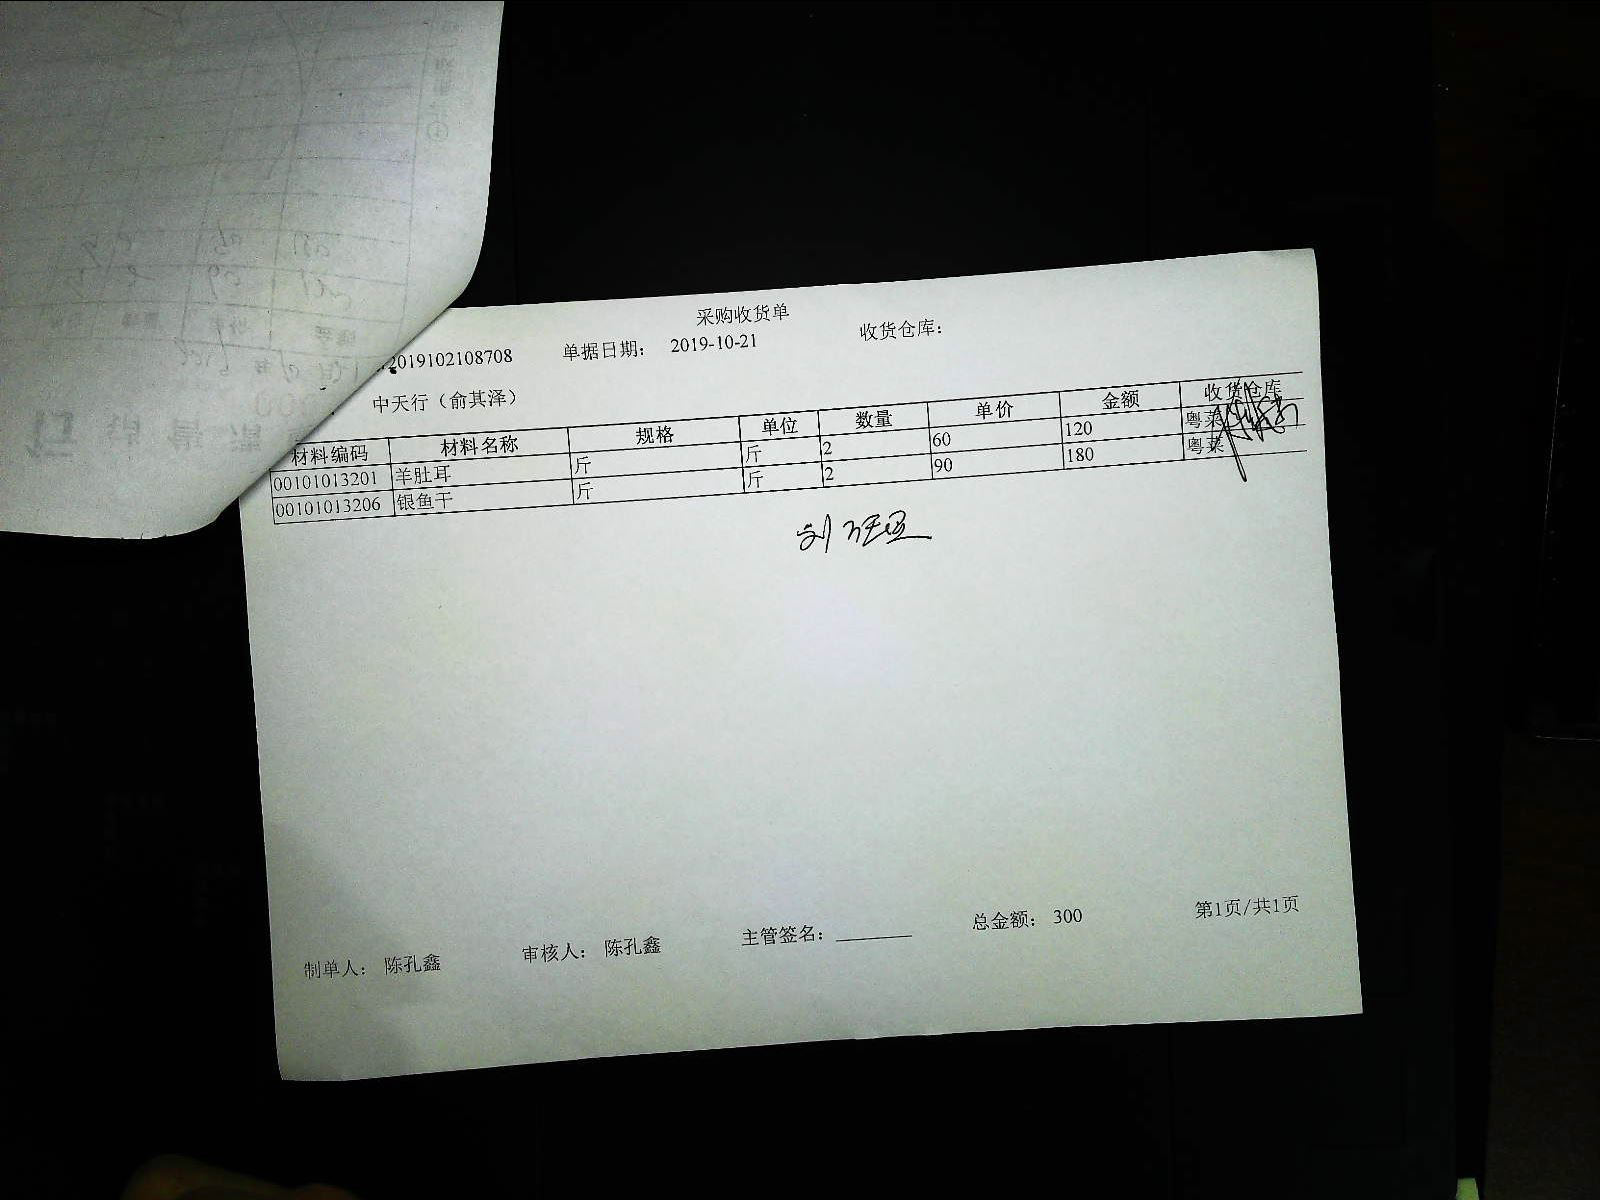 采购收货单
2019102108708 单据日期： 2019-10-21 收货仓库：
中天行（俞其泽）
材料编码 材料名称 规格 单位 数量 单价 金额 收货仓库
00101013201 羊肚耳 斤 斤 2 60 120 粤菜
00101013206 银鱼干 斤 斤 2 90 180 粤菜
制单人： 陈孔鑫 审核人： 陈孔鑫 主管签名： 总金额： 300 第1页/共1页